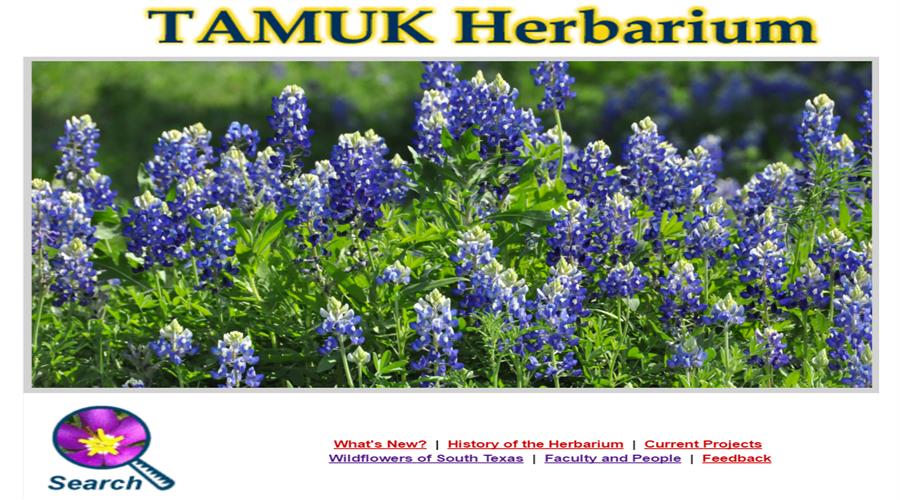 TAMUK Herbarium
Search
What's New? | History of the Herbarium | Current Projects
Wildflowers of South Texas | Faculty and People | Feedback